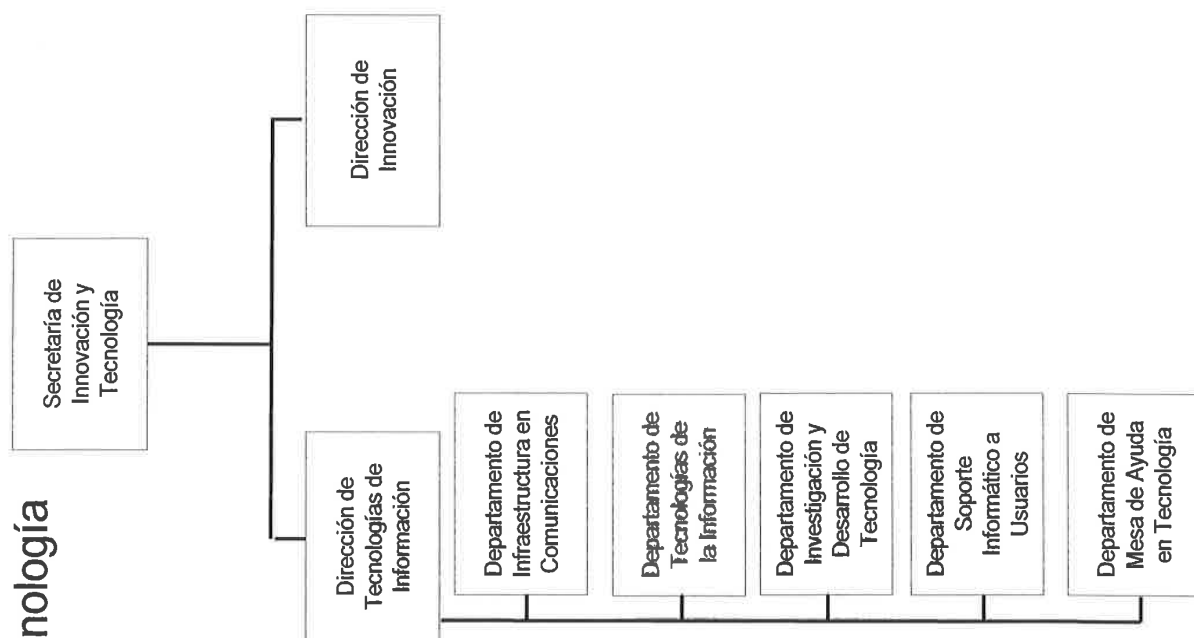 nología
Secretaría de
Innovación y
Tecnología
Dirección de
Tecnologías de
Información
Dirección de
Innovación
Departamento de
Infraestructura en
Comunicaciones
Departamento de
Tecnologías de
la Información
Departamento de
Investigación y
Desarrollo de
Tecnología
Departamento de
Soporte
Informático a
Usuarios
Departamento de
Mesa de Ayuda
en Tecnología